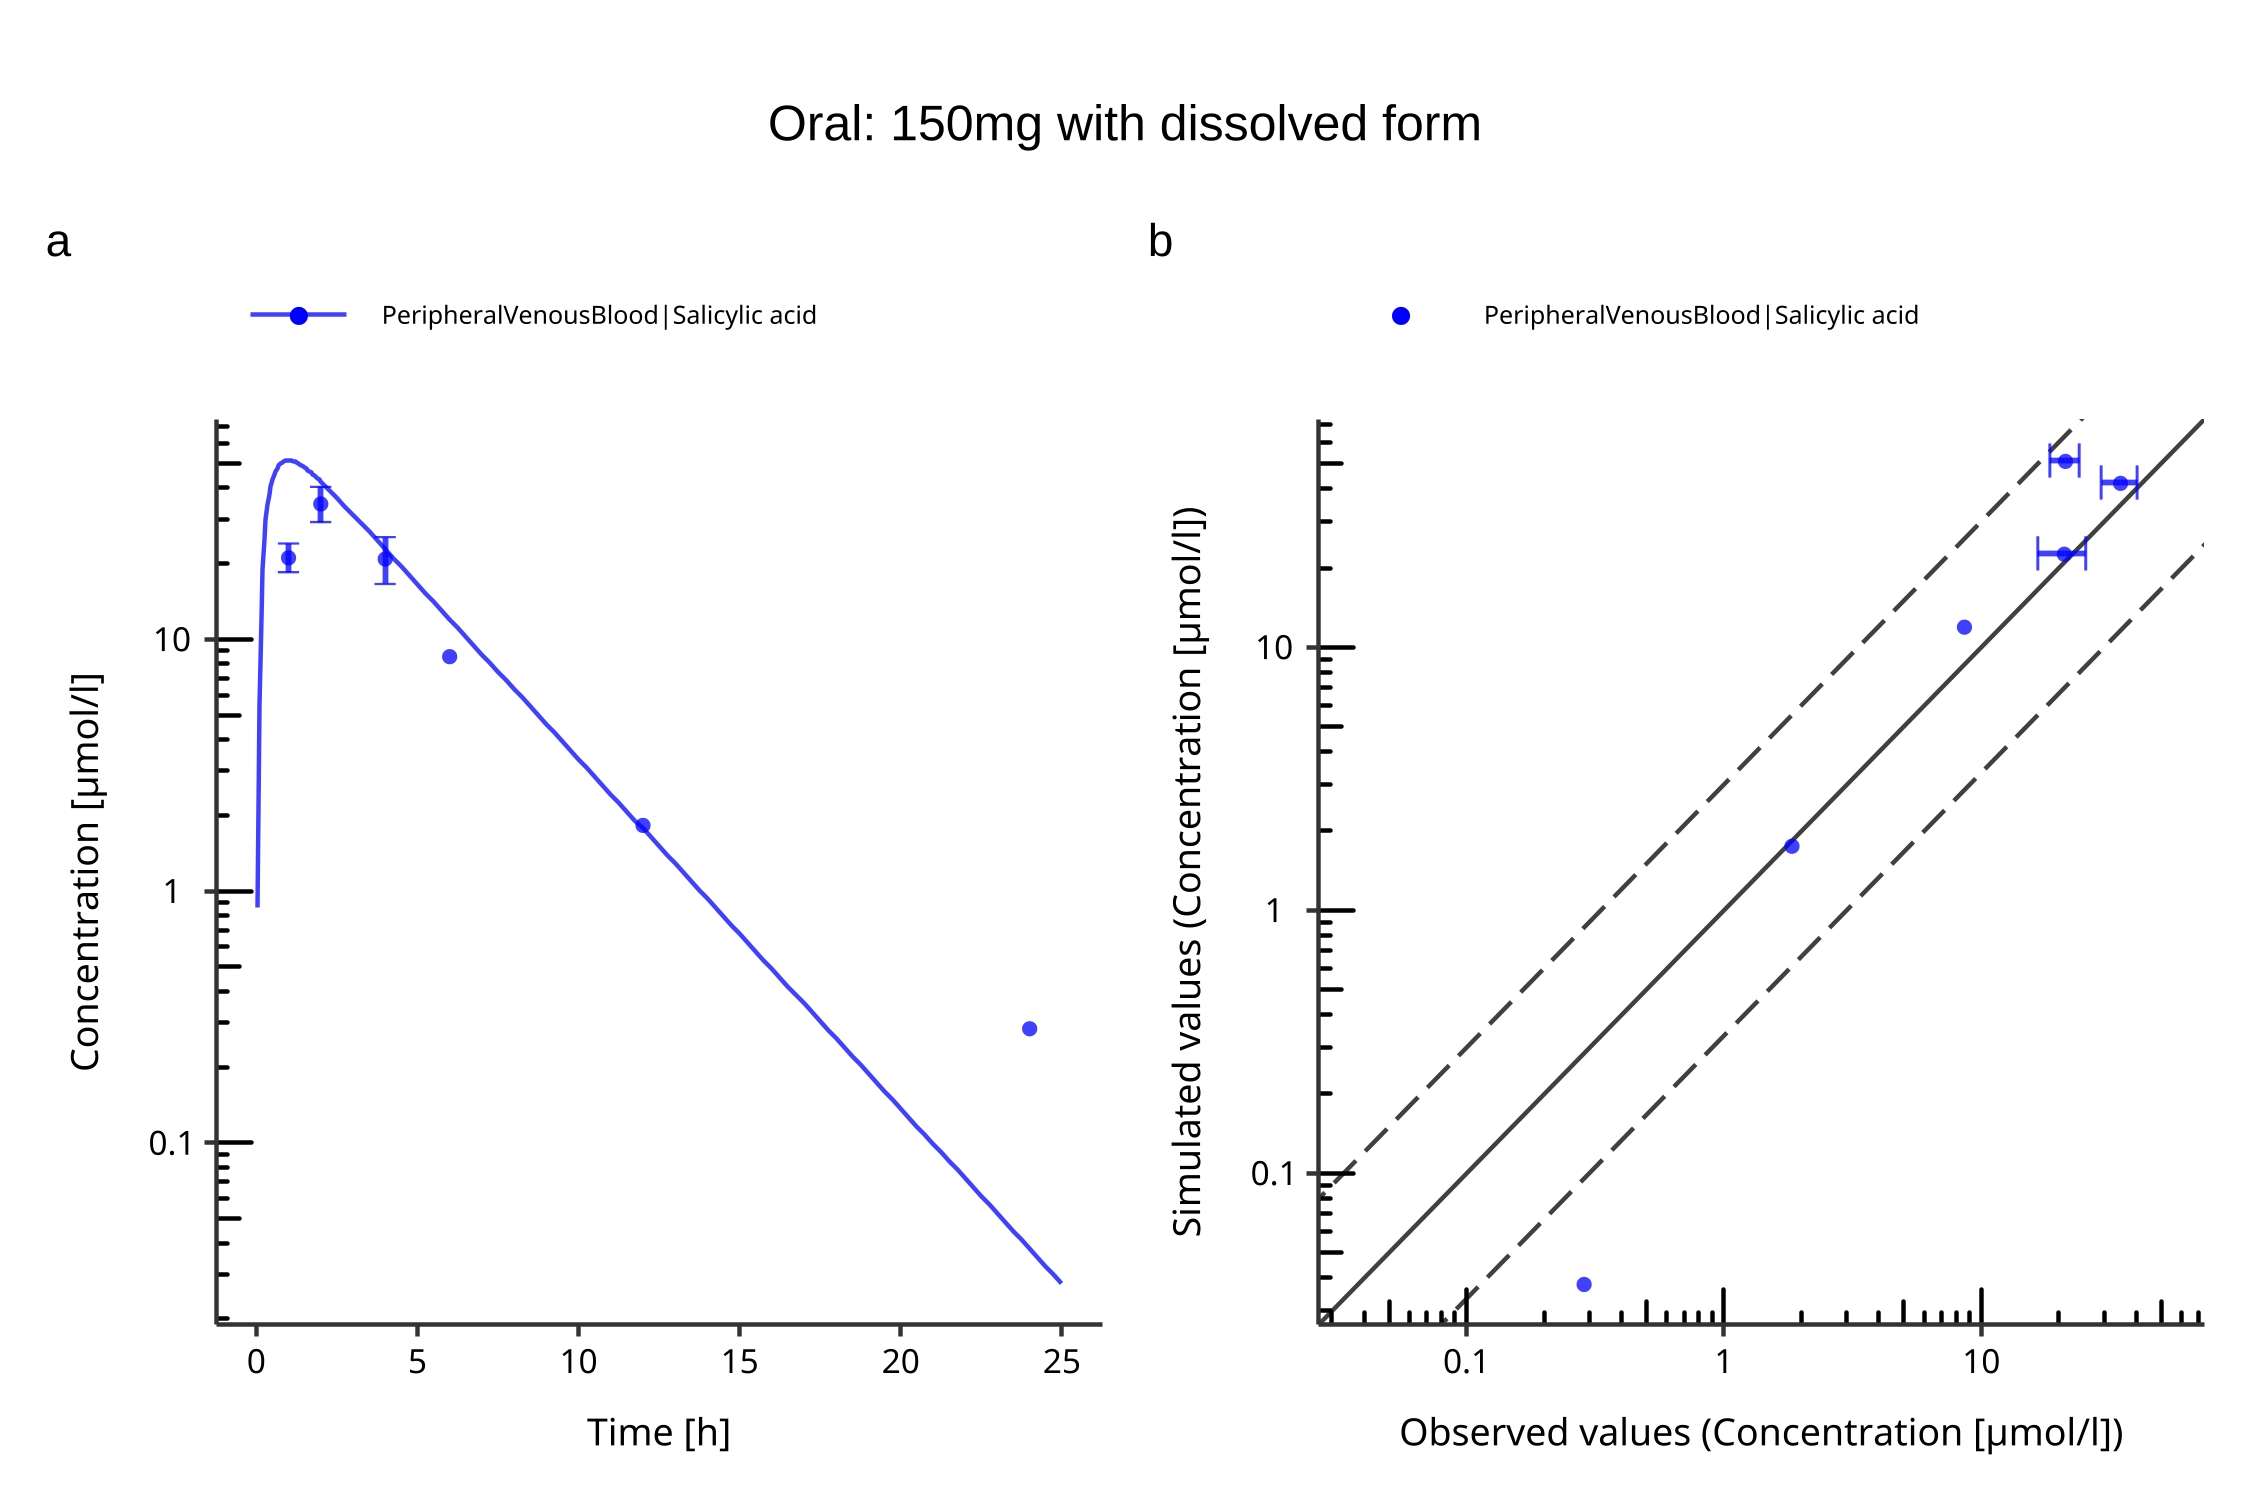 Oral: 150mg with dissolved form
a
PeripheralVenousBlood|Salicylic acid
Concentration [µmol/l]
10
1
0.1
0
5
10
15
20
25
Time [h]
b
PeripheralVenousBlood|Salicylic acid
Simulated values (Concentration [µmol/l])
10
1
0.1
0.1
1
10
Observed values (Concentration [µmol/l])